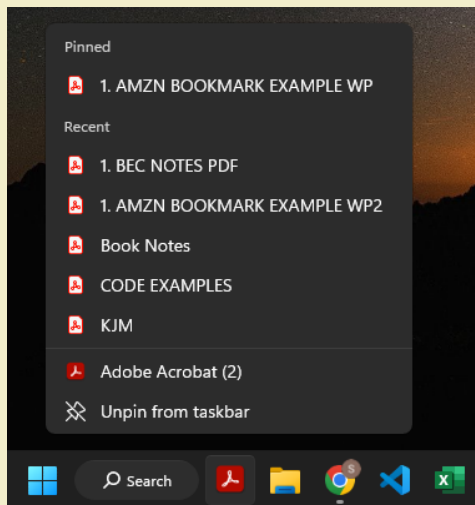 Pinned
1. AMZN BOOKMARK EXAMPLE WP
Recent
1. BEC NOTES PDF
1. AMZN BOOKMARK EXAMPLE WP2
Book Notes
CODE EXAMPLES
KJM
Adobe Acrobat (2)
Unpin from taskbar
Search
S
X